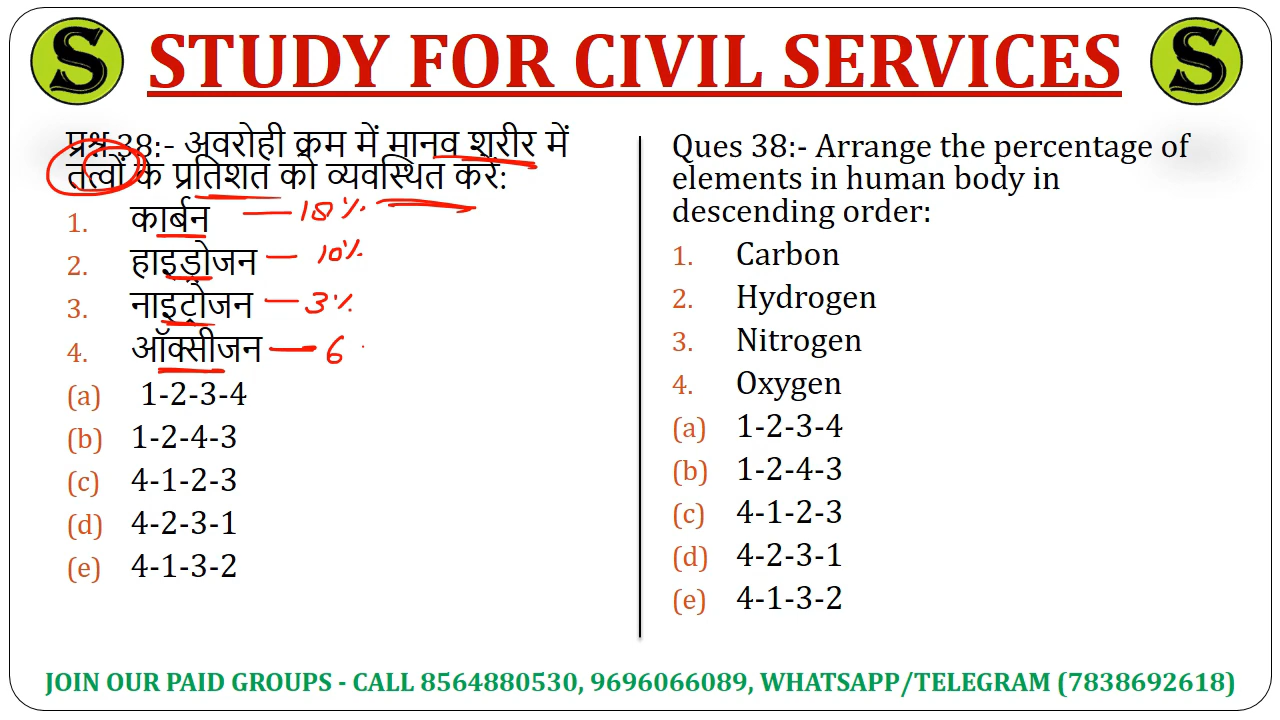 S
STUDY FOR CIVIL SERVICES
S
प्रश्न 38:- अवरोही क्रम में मानव शरीर में
तत्वों के प्रतिशत को व्यवस्थित करें:
1. कार्बन — 18%
2. हाइड्रोजन — 10%
3. नाइट्रोजन — 3%
4. ऑक्सीजन — 6
(a) 1-2-3-4
(b) 1-2-4-3
(c) 4-1-2-3
(d) 4-2-3-1
(e) 4-1-3-2
Ques 38:- Arrange the percentage of
elements in human body in
descending order:
1. Carbon
2. Hydrogen
3. Nitrogen
4. Oxygen
(a) 1-2-3-4
(b) 1-2-4-3
(c) 4-1-2-3
(d) 4-2-3-1
(e) 4-1-3-2
JOIN OUR PAID GROUPS - CALL 8564880530, 9696066089, WHATSAPP/TELEGRAM (7838692618)